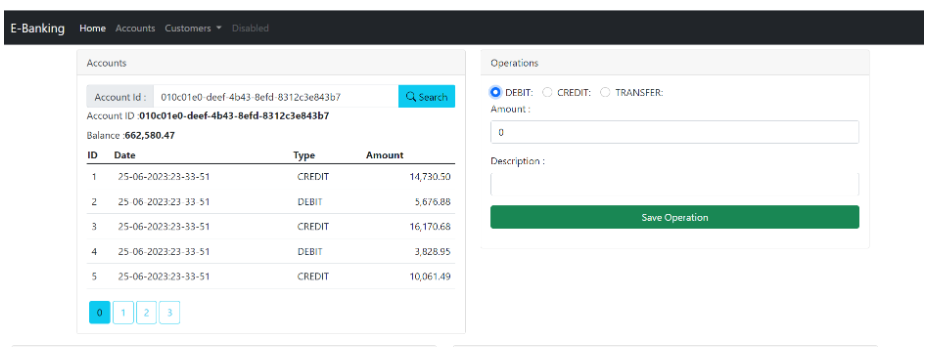 E-Banking Home Accounts Customers Disabled
Accounts
Account Id : 010c01e0-deef-4b43-8efd-8312c3e843b7 Search
Account ID :010c01e0-deef-4b43-8efd-8312c3e843b7
Balance :662,580.47
ID Date Type Amount
1 25-06-2023:23-33-51 CREDIT 14,730.50
2 25-06-2023:23-33-51 DEBIT 5,676.88
3 25-06-2023:23-33-51 CREDIT 16,170.68
4 25-06-2023:23-33-51 DEBIT 3,828.95
5 25-06-2023:23-33-51 CREDIT 10,061.49
0 1 2 3
Operations
DEBIT: CREDIT: TRANSFER:
Amount :
0
Description :
Save Operation